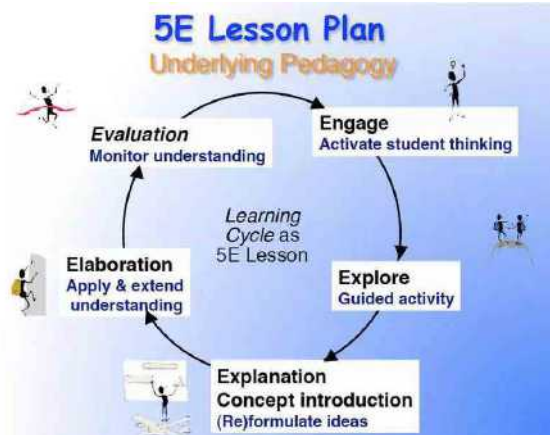 5E Lesson Plan
Underlying Pedagogy
Engage
Activate student thinking
Explore
Guided activity
Explanation
Concept introduction
(Re)formulate ideas
Elaboration
Apply & extend
understanding
Evaluation
Monitor understanding
Learning
Cycle as
5E Lesson